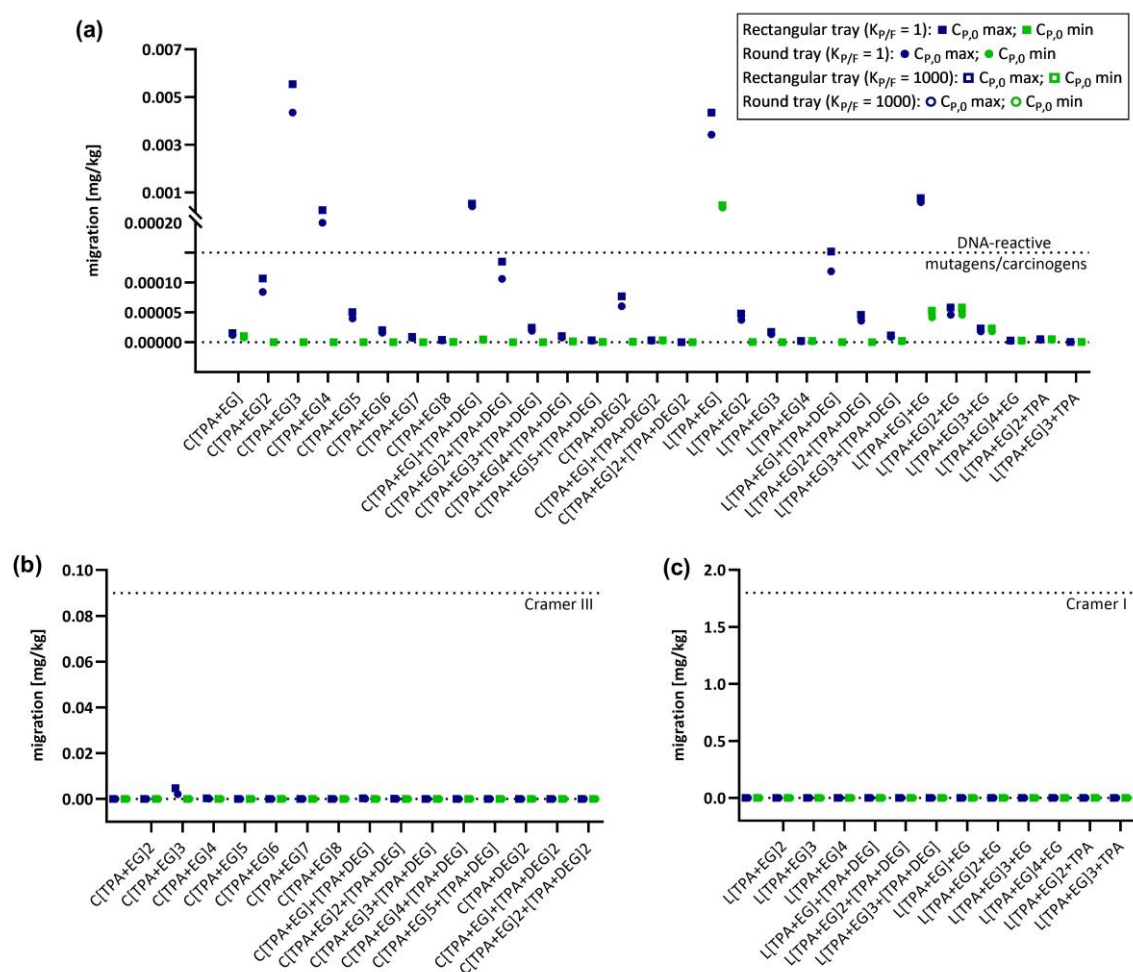 (a)
Rectangular tray (KP/F = 1): CP,0 max; CP,0 min
Round tray (KP/F = 1): CP,0 max; CP,0 min
Rectangular tray (KP/F = 1000): CP,0 max; CP,0 min
Round tray (KP/F = 1000): CP,0 max; CP,0 min
migration [mg/kg]
0.007
0.005
0.003
0.001
0.00020
0.00010
0.00005
0.00000
DNA-reactive
mutagens/carcinogens
C[TPA+EG]
C[TPA+EG]2
C[TPA+EG]3
C[TPA+EG]4
C[TPA+EG]5
C[TPA+EG]6
C[TPA+EG]7
C[TPA+EG]8
C[TPA+EG]+[TPA+DEG]
C[TPA+EG]2+[TPA+DEG]
C[TPA+EG]3+[TPA+DEG]
C[TPA+EG]4+[TPA+DEG]
C[TPA+EG]5+[TPA+DEG]
C[TPA+DEG]2
C[TPA+EG]+[TPA+DEG]2
C[TPA+EG]2+[TPA+DEG]2
L[TPA+EG]
L[TPA+EG]2
L[TPA+EG]3
L[TPA+EG]4
L[TPA+EG]+[TPA+DEG]
L[TPA+EG]2+[TPA+DEG]
L[TPA+EG]3+[TPA+DEG]
L[TPA+EG]+EG
L[TPA+EG]2+EG
L[TPA+EG]3+EG
L[TPA+EG]4+EG
L[TPA+EG]2+TPA
L[TPA+EG]3+TPA
(b)
migration [mg/kg]
0.10
0.08
0.06
0.04
0.02
0.00
Cramer III
C[TPA+EG]2
C[TPA+EG]3
C[TPA+EG]4
C[TPA+EG]5
C[TPA+EG]6
C[TPA+EG]7
C[TPA+EG]8
C[TPA+EG]+[TPA+DEG]
C[TPA+EG]2+[TPA+DEG]
C[TPA+EG]3+[TPA+DEG]
C[TPA+EG]4+[TPA+DEG]
C[TPA+EG]5+[TPA+DEG]
C[TPA+DEG]2
C[TPA+EG]+[TPA+DEG]2
C[TPA+EG]2+[TPA+DEG]2
(c)
migration [mg/kg]
2.0
1.5
1.0
0.5
0.0
Cramer I
L[TPA+EG]2
L[TPA+EG]3
L[TPA+EG]4
L[TPA+EG]+[TPA+DEG]
L[TPA+EG]2+[TPA+DEG]
L[TPA+EG]3+[TPA+DEG]
L[TPA+EG]+EG
L[TPA+EG]2+EG
L[TPA+EG]3+EG
L[TPA+EG]4+EG
L[TPA+EG]2+TPA
L[TPA+EG]3+TPA